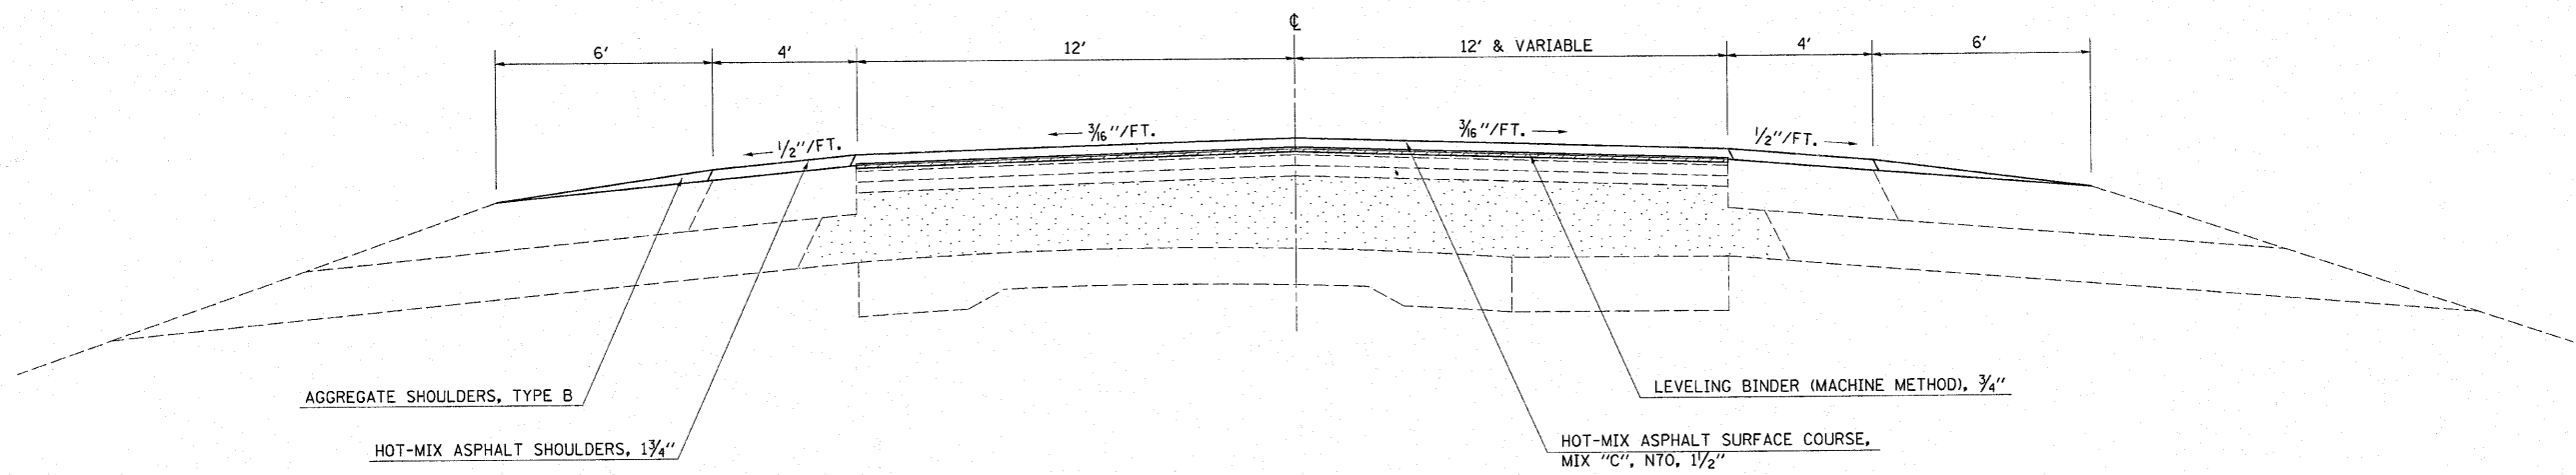 ℄
6' 4' 12' 12' & VARIABLE 4' 6'
1/2"/FT. 3/16"/FT. 3/16"/FT. 1/2"/FT.
AGGREGATE SHOULDERS, TYPE B
LEVELING BINDER (MACHINE METHOD), 3/4"
HOT-MIX ASPHALT SHOULDERS, 1 3/4"
HOT-MIX ASPHALT SURFACE COURSE,
MIX "C", N70, 1 1/2"